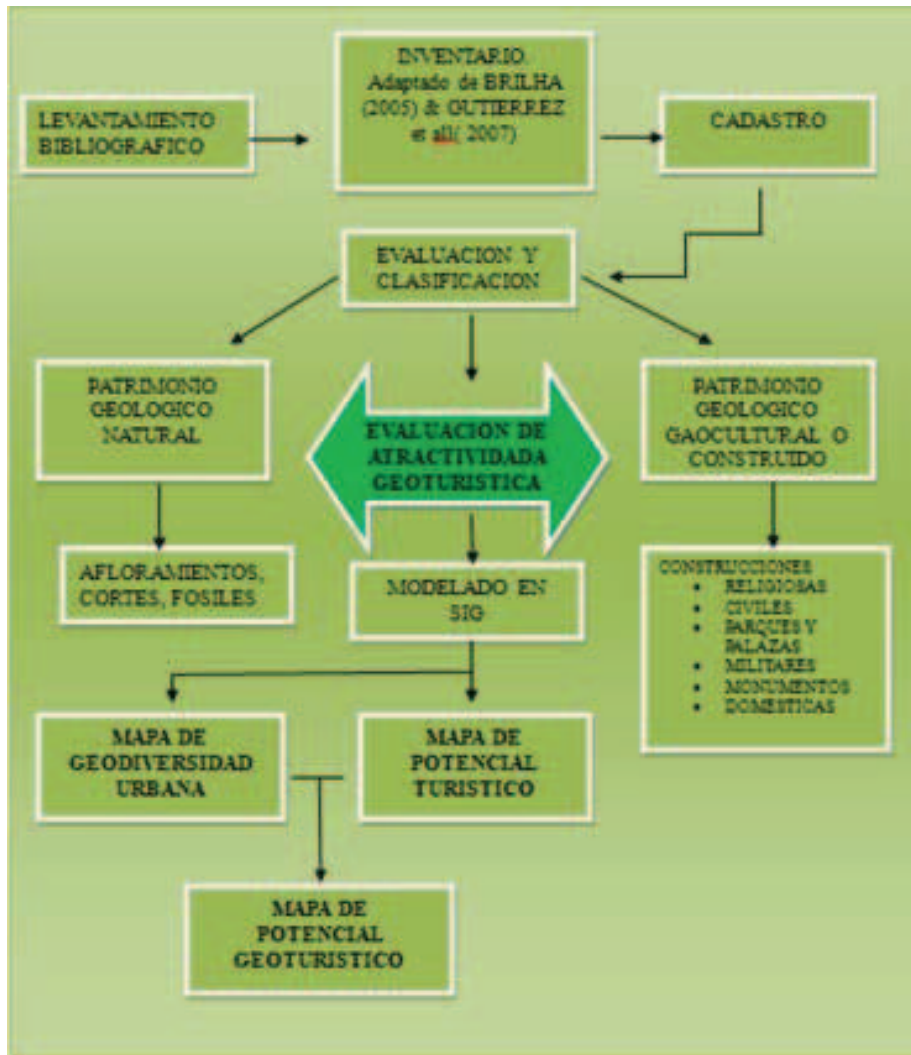 LEVANTAMIENTO
BIBLIOGRAFICO
INVENTARIO.
Adaptado de BRILHA
(2005) & GUTIERREZ
et all( 2007)
CADASTRO
EVALUACION Y
CLASIFICACION
PATRIMONIO
GEOLOGICO
NATURAL
EVALUACION DE
ATRACTIVIDADA
GEOTURISTICA
PATRIMONIO
GEOLOGICO
GAOCULTURAL O
CONSTRUIDO
AFLORAMIENTOS,
CORTES, FOSILES
MODELADO EN
SIG
CONSTRUCCIONES
• RELIGIOSAS
• CIVILES
• PARQUES Y
PALAZAS
• MILITARES
• MONUMENTOS
• DOMESTICAS
MAPA DE
GEODIVERSIDAD
URBANA
MAPA DE
POTENCIAL
TURISTICO
MAPA DE
POTENCIAL
GEOTURISTICO